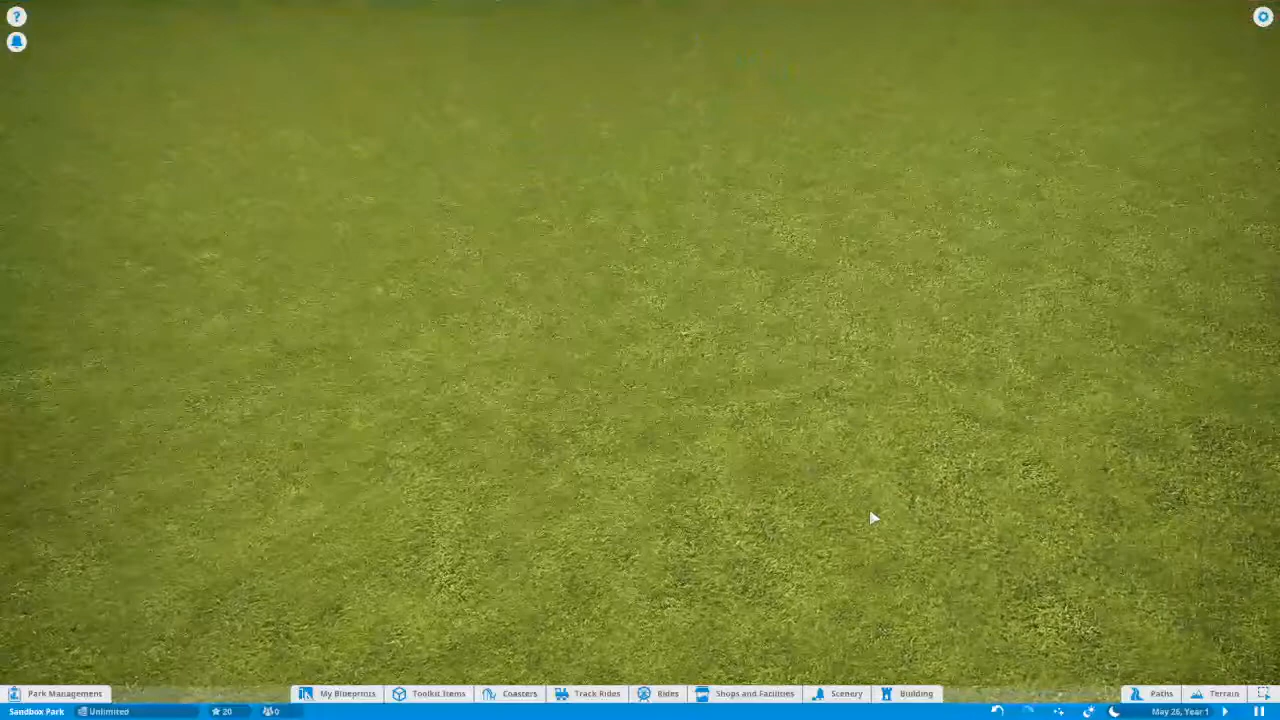 ?
Park Management
My Blueprints
Toolkit Items
Coasters
Track Rides
Rides
Shops and Facilities
Scenery
Building
Paths
Terrain
Sandbox Park
Unlimited
20
0
May 26, Year 1